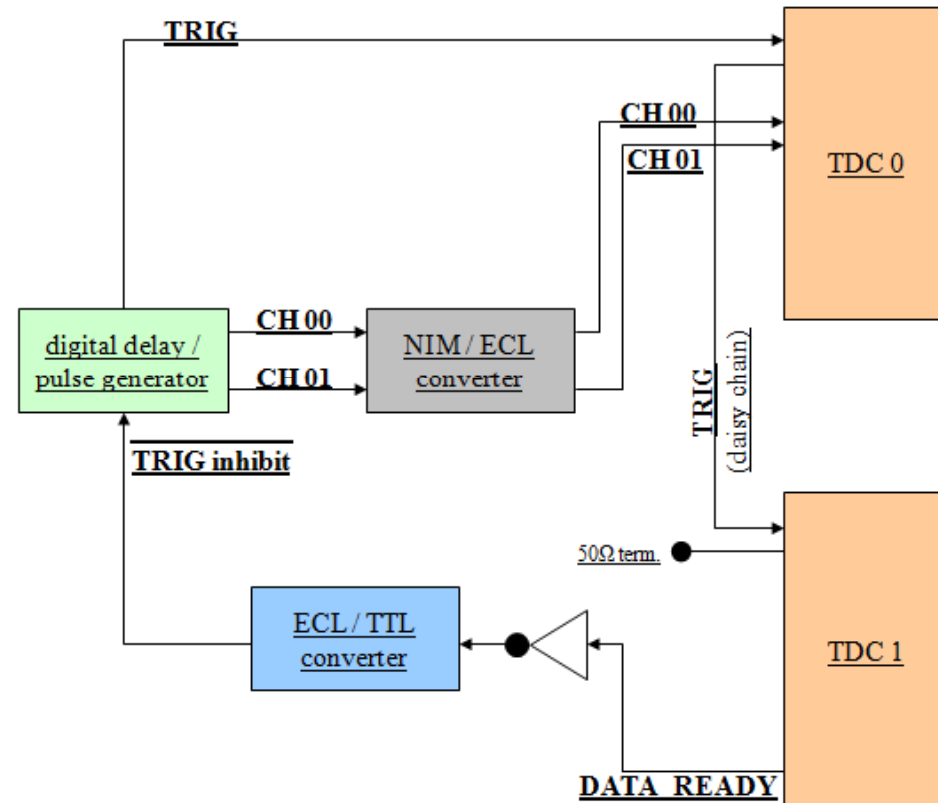 TRIG
CH 00
CH 01
TDC 0
digital delay /
pulse generator
CH 00
CH 01
NIM / ECL
converter
TRIG
(daisy chain)
TRIG inhibit
50Ω term.
ECL / TTL
converter
TDC 1
DATA_READY